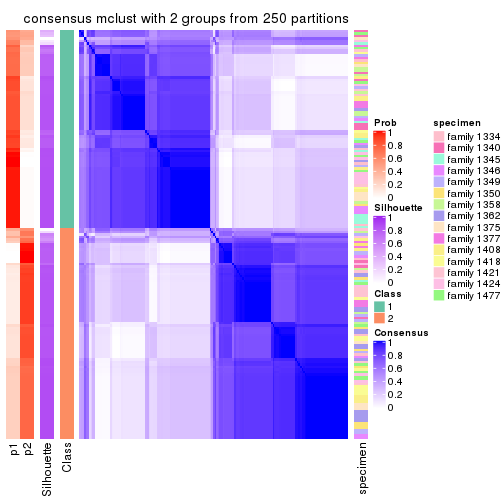 consensus mclust with 2 groups from 250 partitions
Prob
1
0.8
0.6
0.4
0.2
0
Silhouette
1
0.8
0.6
0.4
0.2
0
Class
1
2
Consensus
1
0.8
0.6
0.4
0.2
0
specimen
family 1334
family 1340
family 1345
family 1346
family 1349
family 1350
family 1358
family 1362
family 1375
family 1377
family 1408
family 1418
family 1421
family 1424
family 1477
p1
p2
Silhouette
Class
specimen